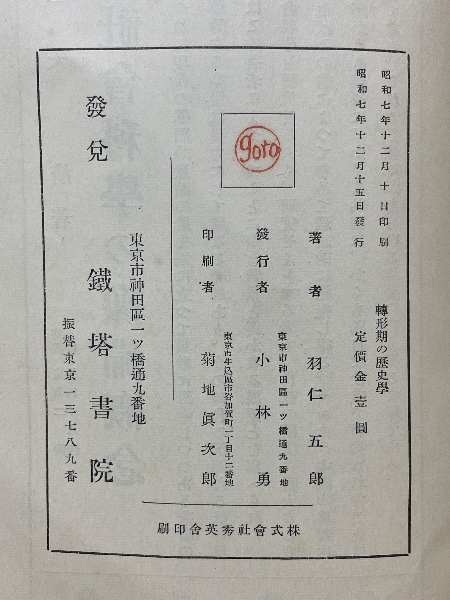 昭和七年十二月十日印刷
昭和七年十二月十五日發行
轉形期の歷史學
定價金壹圓
著者 羽仁五郎
東京市神田區一ツ橋通九番地
發行者 小林勇
東京市牛込區市谷加賀町一丁目十二番地
印刷者 菊地眞次郎
goro
東京市神田區一ツ橋通九番地
發兌 鐵塔書院
振替東京一三七八九番
株式會社秀英舍印刷